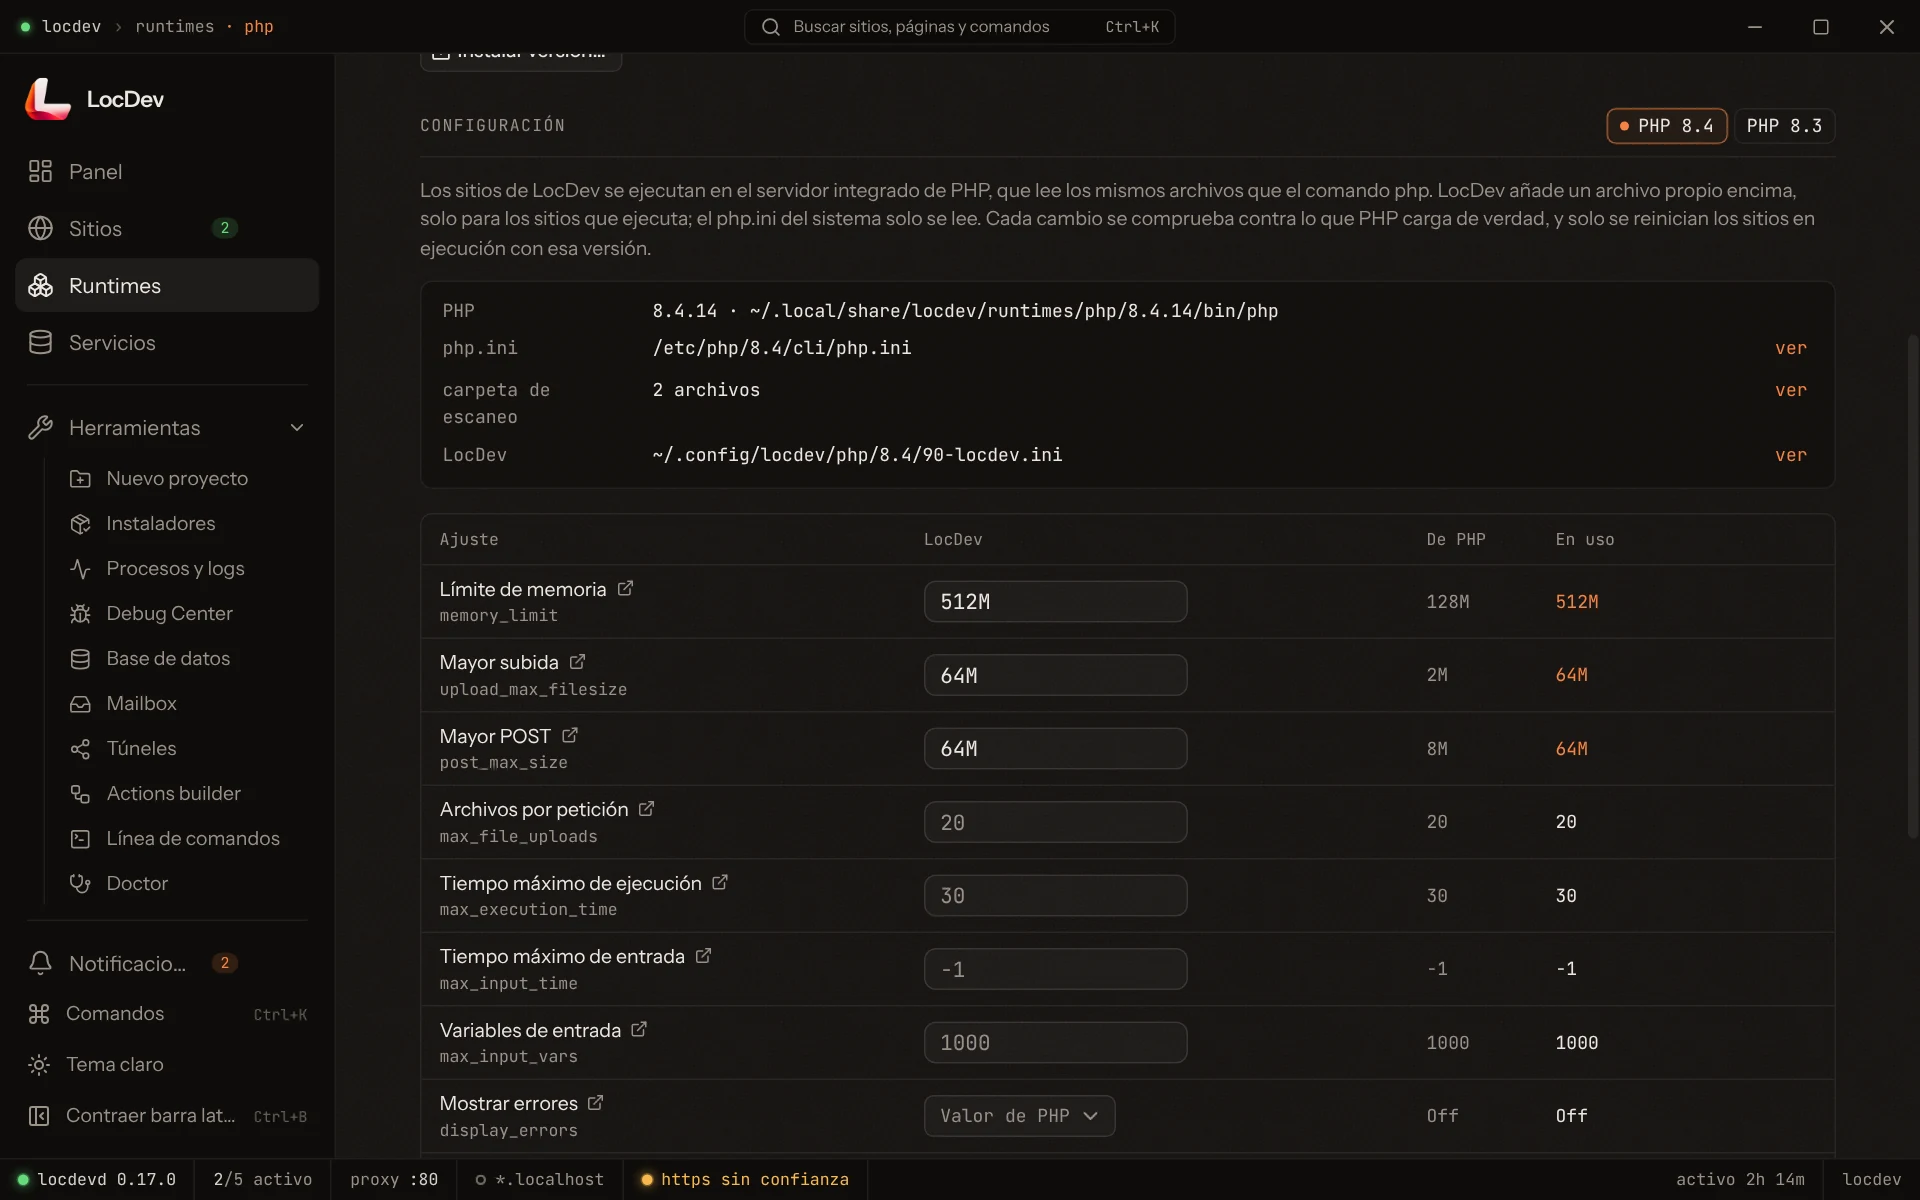 locdev › runtimes · php
Buscar sitios, páginas y comandos Ctrl+K
LocDev
Panel
Sitios 2
Runtimes
Servicios
Herramientas
Nuevo proyecto
Instaladores
Procesos y logs
Debug Center
Base de datos
Mailbox
Túneles
Actions builder
Línea de comandos
Doctor
Notificacio... 2
Comandos Ctrl+K
Tema claro
Contraer barra lat... Ctrl+B
Instalar versión...
CONFIGURACIÓN
PHP 8.4 PHP 8.3
Los sitios de LocDev se ejecutan en el servidor integrado de PHP, que lee los mismos archivos que el comando php. LocDev añade un archivo propio encima,
solo para los sitios que ejecuta; el php.ini del sistema solo se lee. Cada cambio se comprueba contra lo que PHP carga de verdad, y solo se reinician los sitios en
ejecución con esa versión.
PHP 8.4.14 · ~/.local/share/locdev/runtimes/php/8.4.14/bin/php
php.ini /etc/php/8.4/cli/php.ini ver
carpeta de escaneo 2 archivos ver
LocDev ~/.config/locdev/php/8.4/90-locdev.ini ver
Ajuste LocDev De PHP En uso
Límite de memoria
memory_limit 512M 128M 512M
Mayor subida
upload_max_filesize 64M 2M 64M
Mayor POST
post_max_size 64M 8M 64M
Archivos por petición
max_file_uploads 20 20 20
Tiempo máximo de ejecución
max_execution_time 30 30 30
Tiempo máximo de entrada
max_input_time -1 -1 -1
Variables de entrada
max_input_vars 1000 1000 1000
Mostrar errores
display_errors Valor de PHP Off Off
locdevd 0.17.0 2/5 activo proxy :80 *.localhost https sin confianza activo 2h 14m locdev